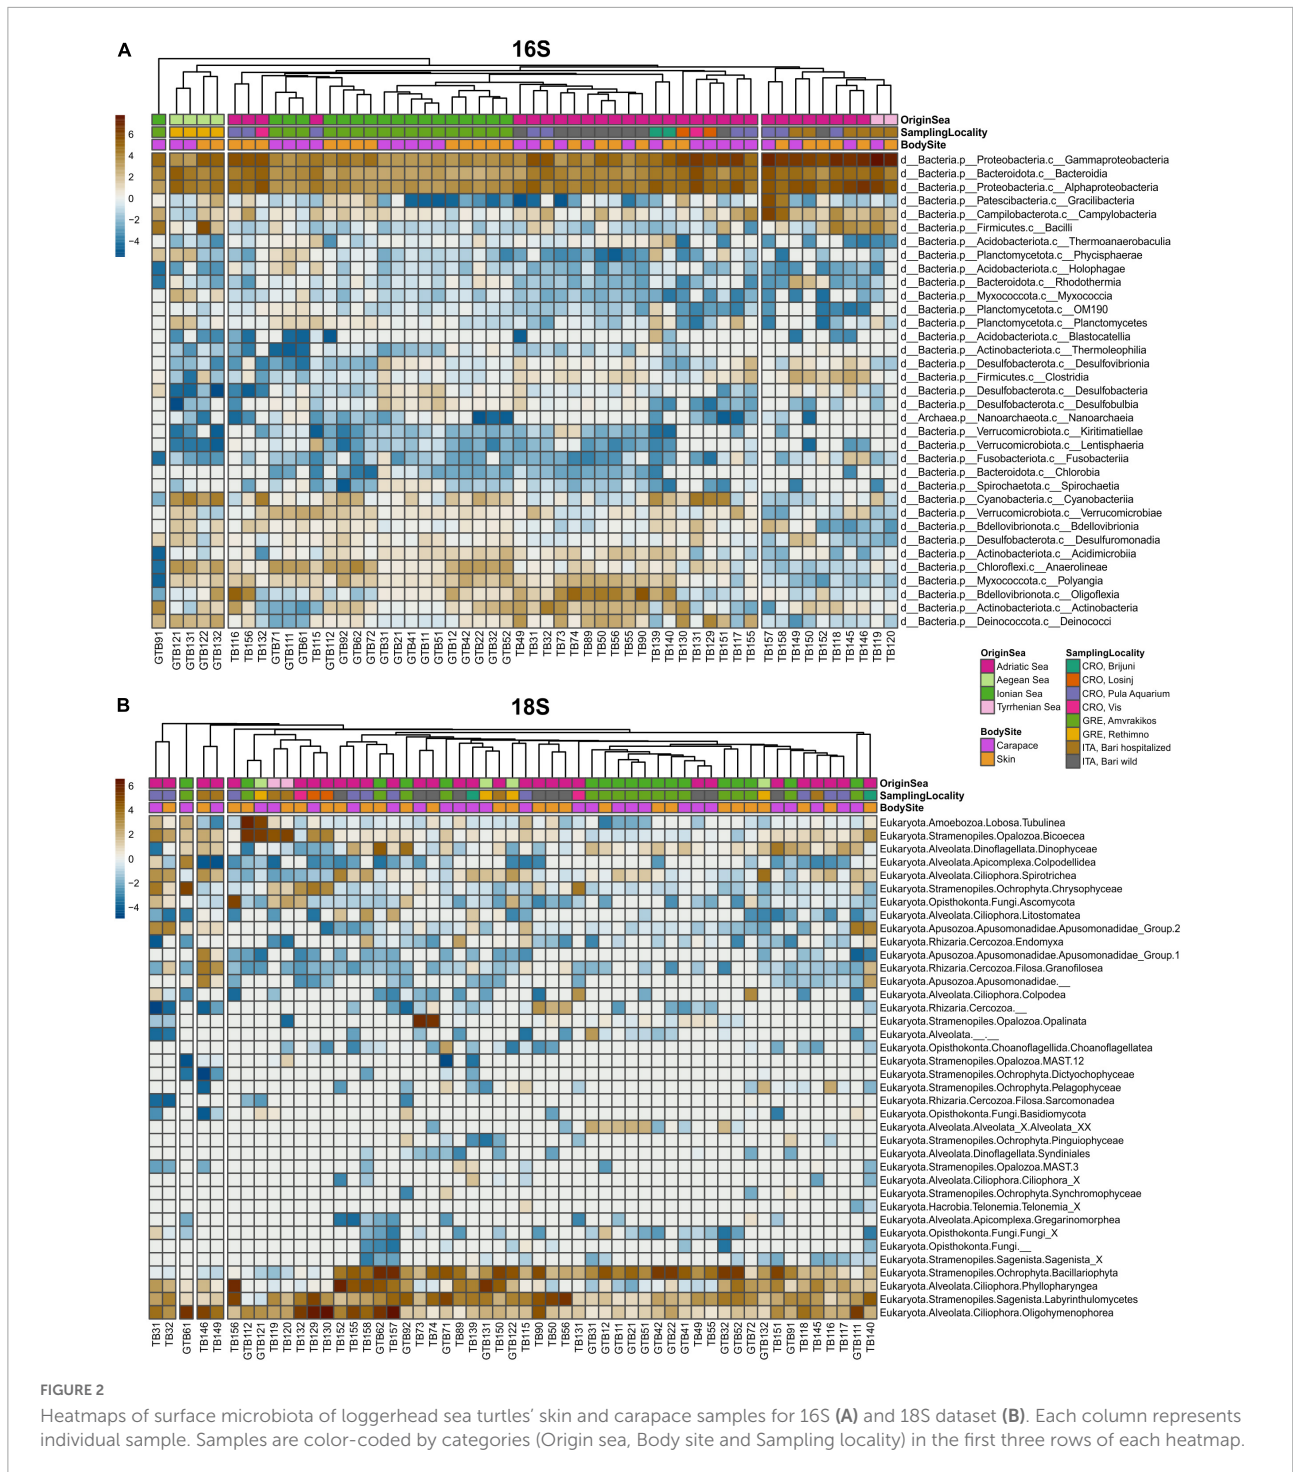 A
16S
6
4
2
0
−2
−4
OriginSea
SamplingLocality
BodySite
d__Bacteria.p__Proteobacteria.c__Gammaproteobacteria
d__Bacteria.p__Bacteroidota.c__Bacteroidia
d__Bacteria.p__Proteobacteria.c__Alphaproteobacteria
d__Bacteria.p__Patescibacteria.c__Gracilibacteria
d__Bacteria.p__Campilobacterota.c__Campylobacteria
d__Bacteria.p__Firmicutes.c__Bacilli
d__Bacteria.p__Acidobacteriota.c__Thermoanaerobaculia
d__Bacteria.p__Planctomycetota.c__Phycisphaerae
d__Bacteria.p__Acidobacteriota.c__Holophagae
d__Bacteria.p__Bacteroidota.c__Rhodothermia
d__Bacteria.p__Myxococcota.c__Myxococcia
d__Bacteria.p__Planctomycetota.c__OM190
d__Bacteria.p__Planctomycetota.c__Planctomycetes
d__Bacteria.p__Acidobacteriota.c__Blastocatellia
d__Bacteria.p__Actinobacteriota.c__Thermoleophilia
d__Bacteria.p__Desulfobacterota.c__Desulfovibrionia
d__Bacteria.p__Firmicutes.c__Clostridia
d__Bacteria.p__Desulfobacterota.c__Desulfobacteria
d__Bacteria.p__Desulfobacterota.c__Desulfobulbia
d__Archaea.p__Nanoarchaeota.c__Nanoarchaeia
d__Bacteria.p__Verrucomicrobiota.c__Kiritimatiellae
d__Bacteria.p__Verrucomicrobiota.c__Lentisphaeria
d__Bacteria.p__Fusobacteriota.c__Fusobacteriia
d__Bacteria.p__Bacteroidota.c__Chlorobia
d__Bacteria.p__Spirochaetota.c__Spirochaetia
d__Bacteria.p__Cyanobacteria.c__Cyanobacteriia
d__Bacteria.p__Verrucomicrobiota.c__Verrucomicrobiae
d__Bacteria.p__Bdellovibrionota.c__Bdellovibrionia
d__Bacteria.p__Desulfobacterota.c__Desulfuromonadia
d__Bacteria.p__Actinobacteriota.c__Acidimicrobiia
d__Bacteria.p__Chloroflexi.c__Anaerolineae
d__Bacteria.p__Myxococcota.c__Polyangia
d__Bacteria.p__Bdellovibrionota.c__Oligoflexia
d__Bacteria.p__Actinobacteriota.c__Actinobacteria
d__Bacteria.p__Deinococcota.c__Deinococci
GTB91 GTB121 GTB131 GTB122 GTB132 TB116 TB156 TB132 GTB71 GTB111 GTB61 TB115 GTB112 GTB92 GTB62 GTB72 GTB31 GTB21 GTB41 GTB11 GTB51 GTB12 GTB42 GTB22 GTB32 GTB52 TB49 TB31 TB32 TB73 TB74 TB89 TB50 TB56 TB55 TB90 TB139 TB140 TB130 TB131 TB129 TB151 TB117 TB155 TB157 TB158 TB149 TB150 TB152 TB118 TB145 TB146 TB119 TB120
OriginSea
Adriatic Sea
Aegean Sea
Ionian Sea
Tyrrhenian Sea
BodySite
Carapace
Skin
SamplingLocality
CRO, Brijuni
CRO, Losinj
CRO, Pula Aquarium
CRO, Vis
GRE, Amvrakikos
GRE, Rethimno
ITA, Bari hospitalized
ITA, Bari wild
B
18S
6
4
2
0
−2
−4
OriginSea
SamplingLocality
BodySite
Eukaryota.Amoebozoa.Lobosa.Tubulinea
Eukaryota.Stramenopiles.Opalozoa.Bicoecea
Eukaryota.Alveolata.Dinoflagellata.Dinophyceae
Eukaryota.Alveolata.Apicomplexa.Colpodellidea
Eukaryota.Alveolata.Ciliophora.Spirotrichea
Eukaryota.Stramenopiles.Ochrophyta.Chrysophyceae
Eukaryota.Opisthokonta.Fungi.Ascomycota
Eukaryota.Alveolata.Ciliophora.Litostomatea
Eukaryota.Apusozoa.Apusomonadidae.Apusomonadidae_Group.2
Eukaryota.Rhizaria.Cercozoa.Endomyxa
Eukaryota.Apusozoa.Apusomonadidae.Apusomonadidae_Group.1
Eukaryota.Rhizaria.Cercozoa.Filosa.Granofilosea
Eukaryota.Apusozoa.Apusomonadidae.__
Eukaryota.Alveolata.Ciliophora.Colpodea
Eukaryota.Rhizaria.Cercozoa.__
Eukaryota.Stramenopiles.Opalozoa.Opalinata
Eukaryota.Alveolata.__.__
Eukaryota.Opisthokonta.Choanoflagellida.Choanoflagellatea
Eukaryota.Stramenopiles.Opalozoa.MAST.12
Eukaryota.Stramenopiles.Ochrophyta.Dictyochophyceae
Eukaryota.Stramenopiles.Ochrophyta.Pelagophyceae
Eukaryota.Rhizaria.Cercozoa.Filosa.Sarcomonadea
Eukaryota.Opisthokonta.Fungi.Basidiomycota
Eukaryota.Alveolata.Alveolata_X.Alveolata_XX
Eukaryota.Stramenopiles.Ochrophyta.Pinguiophyceae
Eukaryota.Alveolata.Dinoflagellata.Syndiniales
Eukaryota.Stramenopiles.Opalozoa.MAST.3
Eukaryota.Alveolata.Ciliophora.Ciliophora_X
Eukaryota.Stramenopiles.Ochrophyta.Synchromophyceae
Eukaryota.Hacrobia.Telonemia.Telonemia_X
Eukaryota.Alveolata.Apicomplexa.Gregarinomorphea
Eukaryota.Opisthokonta.Fungi.Fungi_X
Eukaryota.Opisthokonta.Fungi.__
Eukaryota.Stramenopiles.Sagenista.Sagenista_X
Eukaryota.Stramenopiles.Ochrophyta.Bacillariophyta
Eukaryota.Alveolata.Ciliophora.Phyllopharyngea
Eukaryota.Stramenopiles.Sagenista.Labyrinthulomycetes
Eukaryota.Alveolata.Ciliophora.Oligohymenophorea
TB31 TB32 GTB61 TB146 TB149 TB156 GTB112 GTB121 TB119 TB120 TB132 TB129 TB130 TB152 TB155 TB158 GTB62 TB157 GTB92 TB73 TB74 GTB71 TB89 TB139 GTB131 TB150 GTB122 TB115 TB90 TB50 TB56 TB131 GTB31 GTB12 GTB11 GTB21 GTB51 GTB42 GTB22 GTB41 TB49 TB55 GTB32 GTB52 GTB72 GTB132 TB151 GTB91 TB118 TB145 TB116 TB117 GTB111 TB140
FIGURE 2
Heatmaps of surface microbiota of loggerhead sea turtles’ skin and carapace samples for 16S (A) and 18S dataset (B). Each column represents
individual sample. Samples are color-coded by categories (Origin sea, Body site and Sampling locality) in the first three rows of each heatmap.